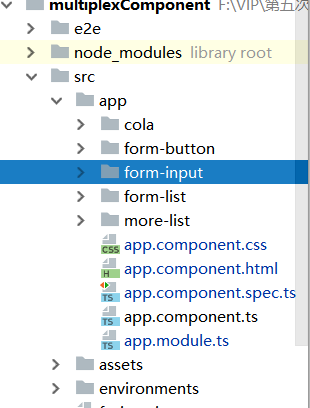 multiplexComponent F:\VIP\第五次
e2e
node_modules library root
src
app
cola
form-button
form-input
form-list
more-list
app.component.css
app.component.html
app.component.spec.ts
app.component.ts
app.module.ts
assets
environments